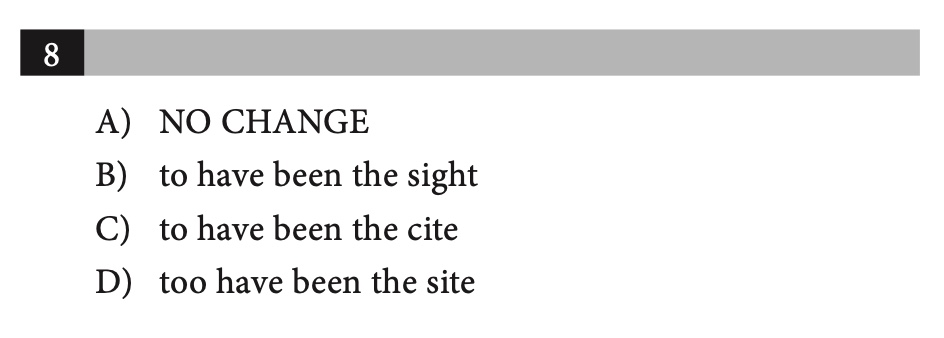 8
A) NO CHANGE
B) to have been the sight
C) to have been the cite
D) too have been the site